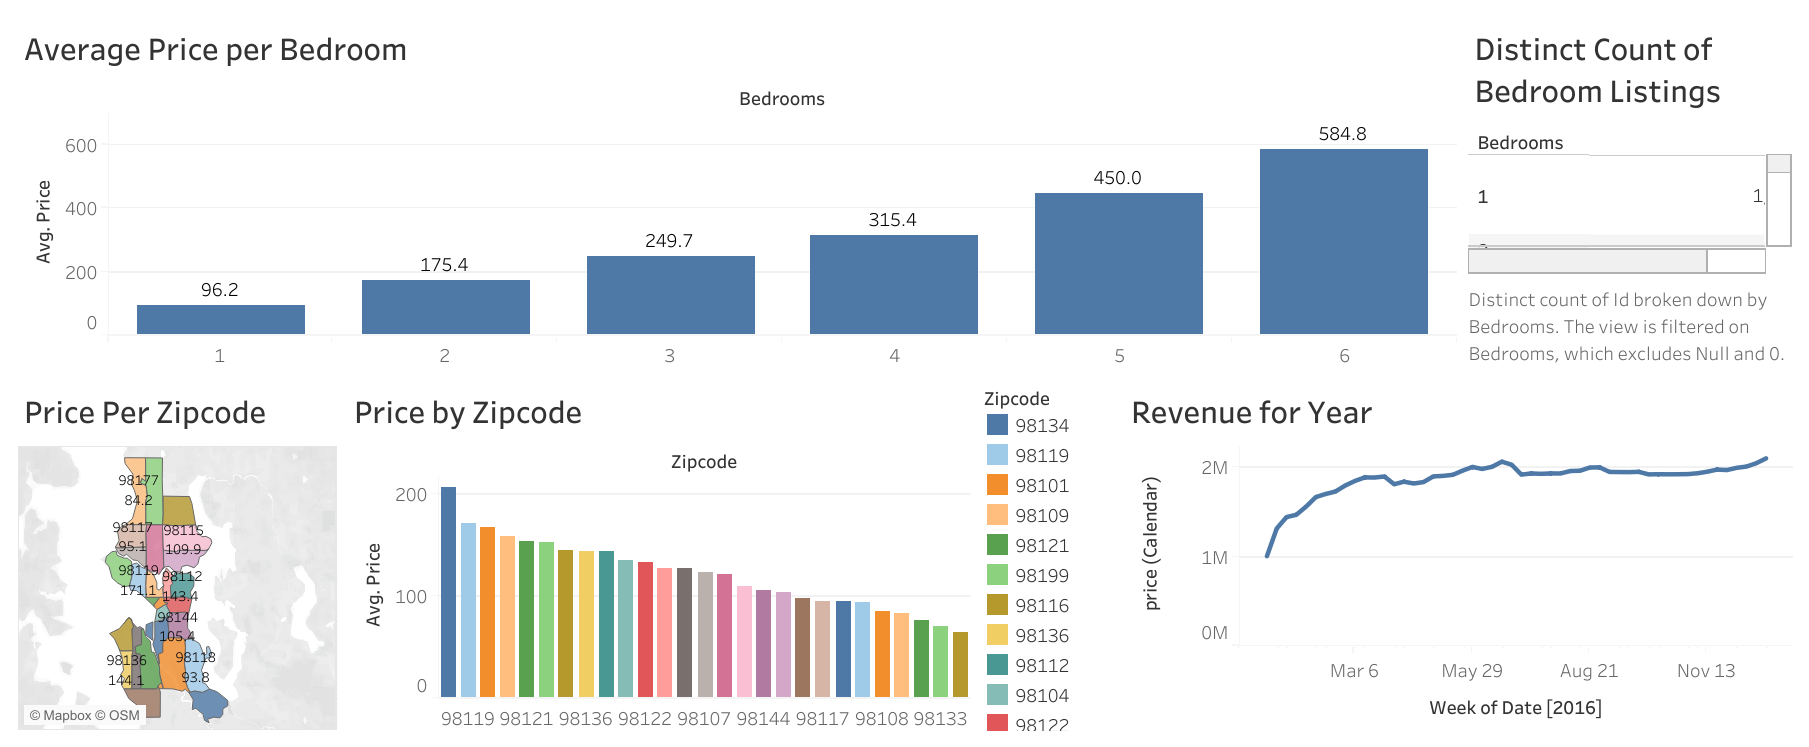 Average Price per Bedroom
Bedrooms
Avg. Price
600
400
200
0
96.2
175.4
249.7
315.4
450.0
584.8
1
2
3
4
5
6
Distinct Count of
Bedroom Listings
Bedrooms
1 1,
Distinct count of Id broken down by
Bedrooms. The view is filtered on
Bedrooms, which excludes Null and 0.
Price Per Zipcode
98177
84.2
98117
95.1
98115
109.9
98119
171.1
98112
143.4
98144
105.4
98136
144.1
98118
93.8
© Mapbox © OSM
Price by Zipcode
Zipcode
Avg. Price
200
100
0
98119
98121
98136
98122
98107
98144
98117
98108
98133
Zipcode
98134
98119
98101
98109
98121
98199
98116
98136
98112
98104
98122
Revenue for Year
price (Calendar)
2M
1M
0M
Mar 6
May 29
Aug 21
Nov 13
Week of Date [2016]